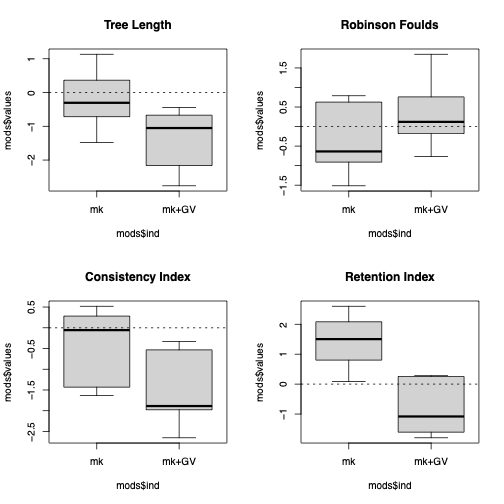 Tree Length
mods$values
1
0
−1
−2
mk
mk+GV
mods$ind
Robinson Foulds
mods$values
1.5
0.5
−0.5
−1.5
mk
mk+GV
mods$ind
Consistency Index
mods$values
0.5
−0.5
−1.5
−2.5
mk
mk+GV
mods$ind
Retention Index
mods$values
2
1
0
−1
mk
mk+GV
mods$ind